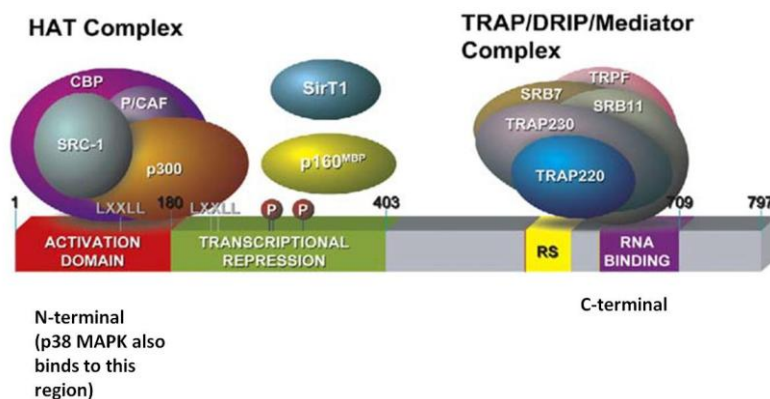 HAT Complex
TRAP/DRIP/Mediator
Complex
CBP
P/CAF
SRC-1
p300
SirT1
p160MBP
TRPF
SRB7
SRB11
TRAP230
TRAP220
1
LXXLL
180
LXXLL
P
P
403
709
797
ACTIVATION
DOMAIN
TRANSCRIPTIONAL
REPRESSION
RS
RNA
BINDING
N-terminal
(p38 MAPK also
binds to this
region)
C-terminal